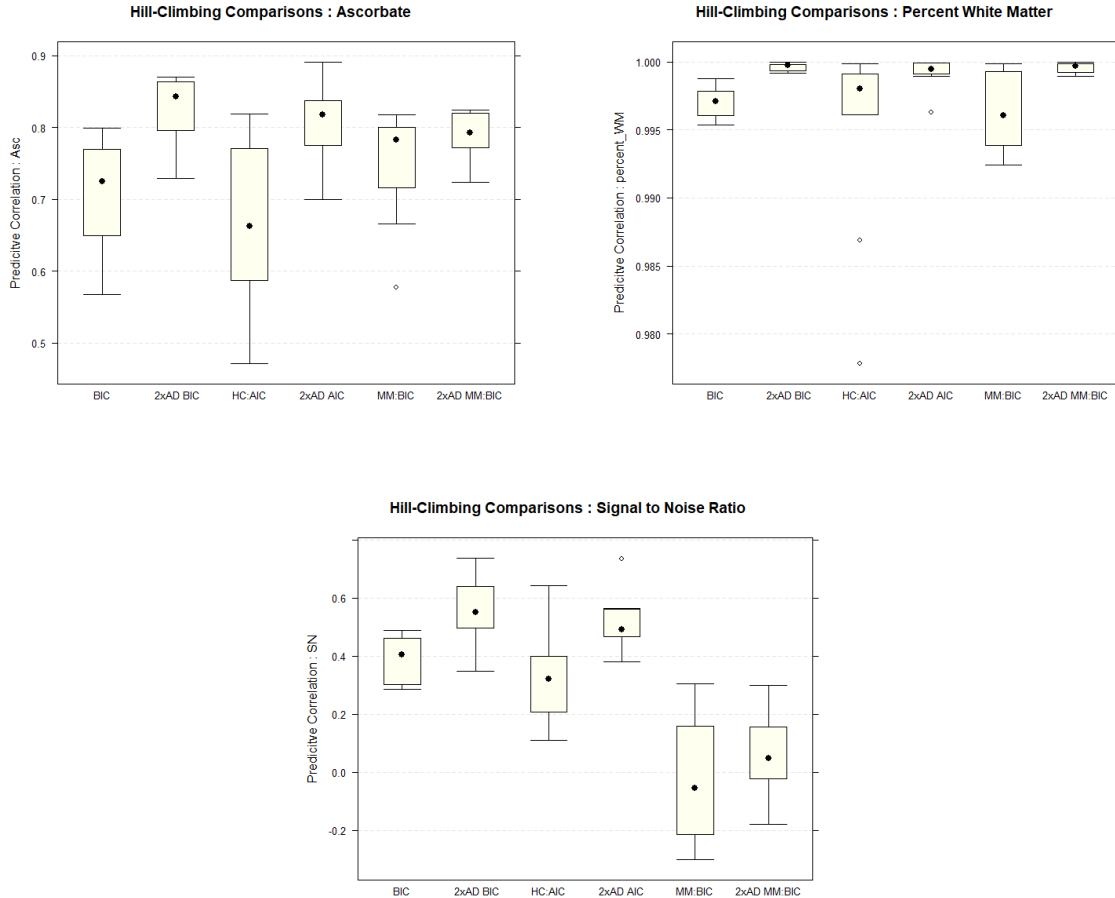 Hill-Climbing Comparisons : Ascorbate
Predicitve Correlation : Asc
0.9
0.8
0.7
0.6
0.5
BIC 2xAD BIC HC:AIC 2xAD AIC MM:BIC 2xAD MM:BIC
Hill-Climbing Comparisons : Percent White Matter
Predicitve Correlation : percent_WM
1.000
0.995
0.990
0.985
0.980
BIC 2xAD BIC HC:AIC 2xAD AIC MM:BIC 2xAD MM:BIC
Hill-Climbing Comparisons : Signal to Noise Ratio
Predicitve Correlation : SN
0.6
0.4
0.2
0.0
-0.2
BIC 2xAD BIC HC:AIC 2xAD AIC MM:BIC 2xAD MM:BIC